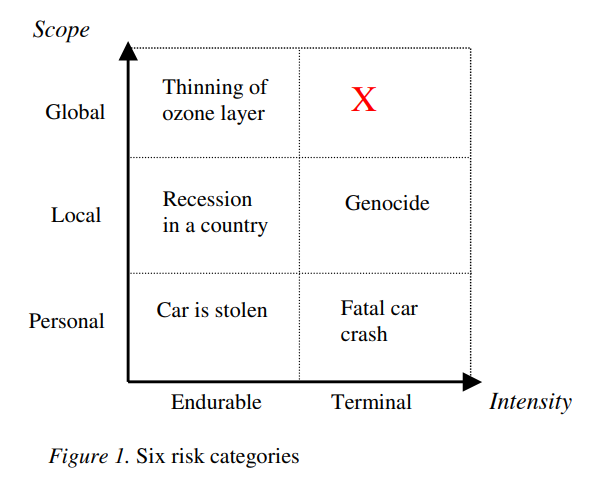 Scope
Global
Thinning of
ozone layer
X
Local
Recession
in a country
Genocide
Personal
Car is stolen
Fatal car
crash
Endurable
Terminal
Intensity
Figure 1. Six risk categories